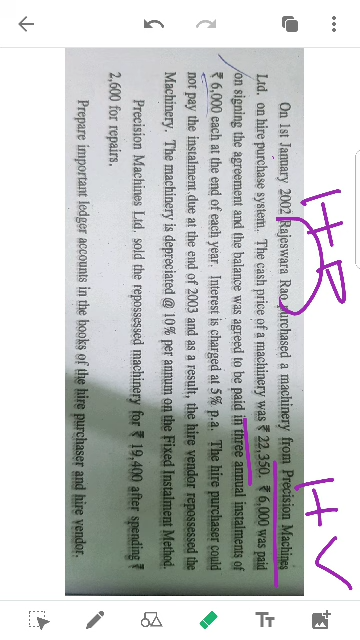 On 1st January 2002 Rajeswara Rao purchased a machinery from Precision Machines
Ltd. on hire purchase system. The cash price of a machinery was ₹ 22,350. ₹ 6,000 was paid
on signing the agreement and the balance was agreed to be paid in three annual instalments of
₹ 6,000 each at the end of each year. Interest is charged at 5% p.a. The hire purchaser could
not pay the instalment due at the end of 2003 and as a result, the hire vendor repossessed the
Machinery. The machinery is depreciated @ 10% per annum on the Fixed Instalment Method.
Precision Machines Ltd. sold the repossessed machinery for ₹ 19,400 after spending ₹
2,600 for repairs.
Prepare important ledger accounts in the books of the hire purchaser and hire vendor.
HP
HV
TT